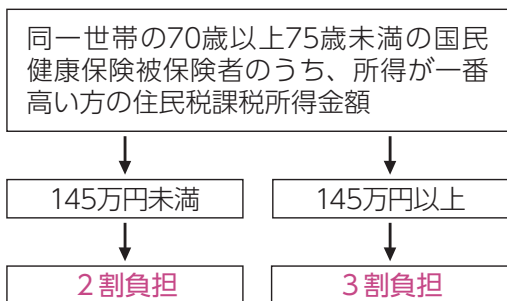 同一世帯の70歳以上75歳未満の国民
健康保険被保険者のうち、所得が一番
高い方の住民税課税所得金額
145万円未満
145万円以上
2割負担
3割負担